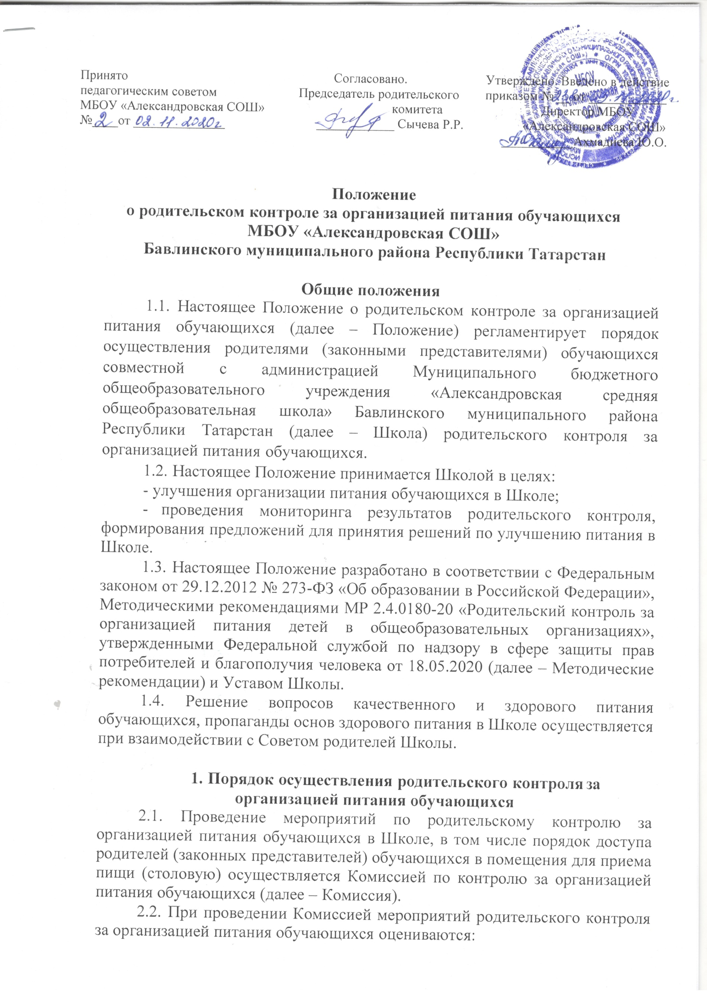 Принято
педагогическим советом
МБОУ «Александровская СОШ»
№ 2 от 02.11.2020г
Согласовано.
Председатель родительского
комитета
Сычева Р.Р.
Утверждено. Введено в действие
приказом № от 2020г.
Директор МБОУ
«Александровская СОШ»
Ахмадиева Ю.О.
МБОУ
«Александровская
СОШ»
Положение
о родительском контроле за организацией питания обучающихся
МБОУ «Александровская СОШ»
Бавлинского муниципального района Республики Татарстан
Общие положения
1.1. Настоящее Положение о родительском контроле за организацией
питания обучающихся (далее – Положение) регламентирует порядок
осуществления родителями (законными представителями) обучающихся
совместной с администрацией Муниципального бюджетного
общеобразовательного учреждения «Александровская средняя
общеобразовательная школа» Бавлинского муниципального района
Республики Татарстан (далее – Школа) родительского контроля за
организацией питания обучающихся.
1.2. Настоящее Положение принимается Школой в целях:
- улучшения организации питания обучающихся в Школе;
- проведения мониторинга результатов родительского контроля,
формирования предложений для принятия решений по улучшению питания в
Школе.
1.3. Настоящее Положение разработано в соответствии с Федеральным
законом от 29.12.2012 № 273-ФЗ «Об образовании в Российской Федерации»,
Методическими рекомендациями МР 2.4.0180-20 «Родительский контроль за
организацией питания детей в общеобразовательных организациях»,
утвержденными Федеральной службой по надзору в сфере защиты прав
потребителей и благополучия человека от 18.05.2020 (далее – Методические
рекомендации) и Уставом Школы.
1.4. Решение вопросов качественного и здорового питания
обучающихся, пропаганды основ здорового питания в Школе осуществляется
при взаимодействии с Советом родителей Школы.
1. Порядок осуществления родительского контроля за
организацией питания обучающихся
2.1. Проведение мероприятий по родительскому контролю за
организацией питания обучающихся в Школе, в том числе порядок доступа
родителей (законных представителей) обучающихся в помещения для приема
пищи (столовую) осуществляется Комиссией по контролю за организацией
питания обучающихся (далее – Комиссия).
2.2. При проведении Комиссией мероприятий родительского контроля
за организацией питания обучающихся оцениваются: